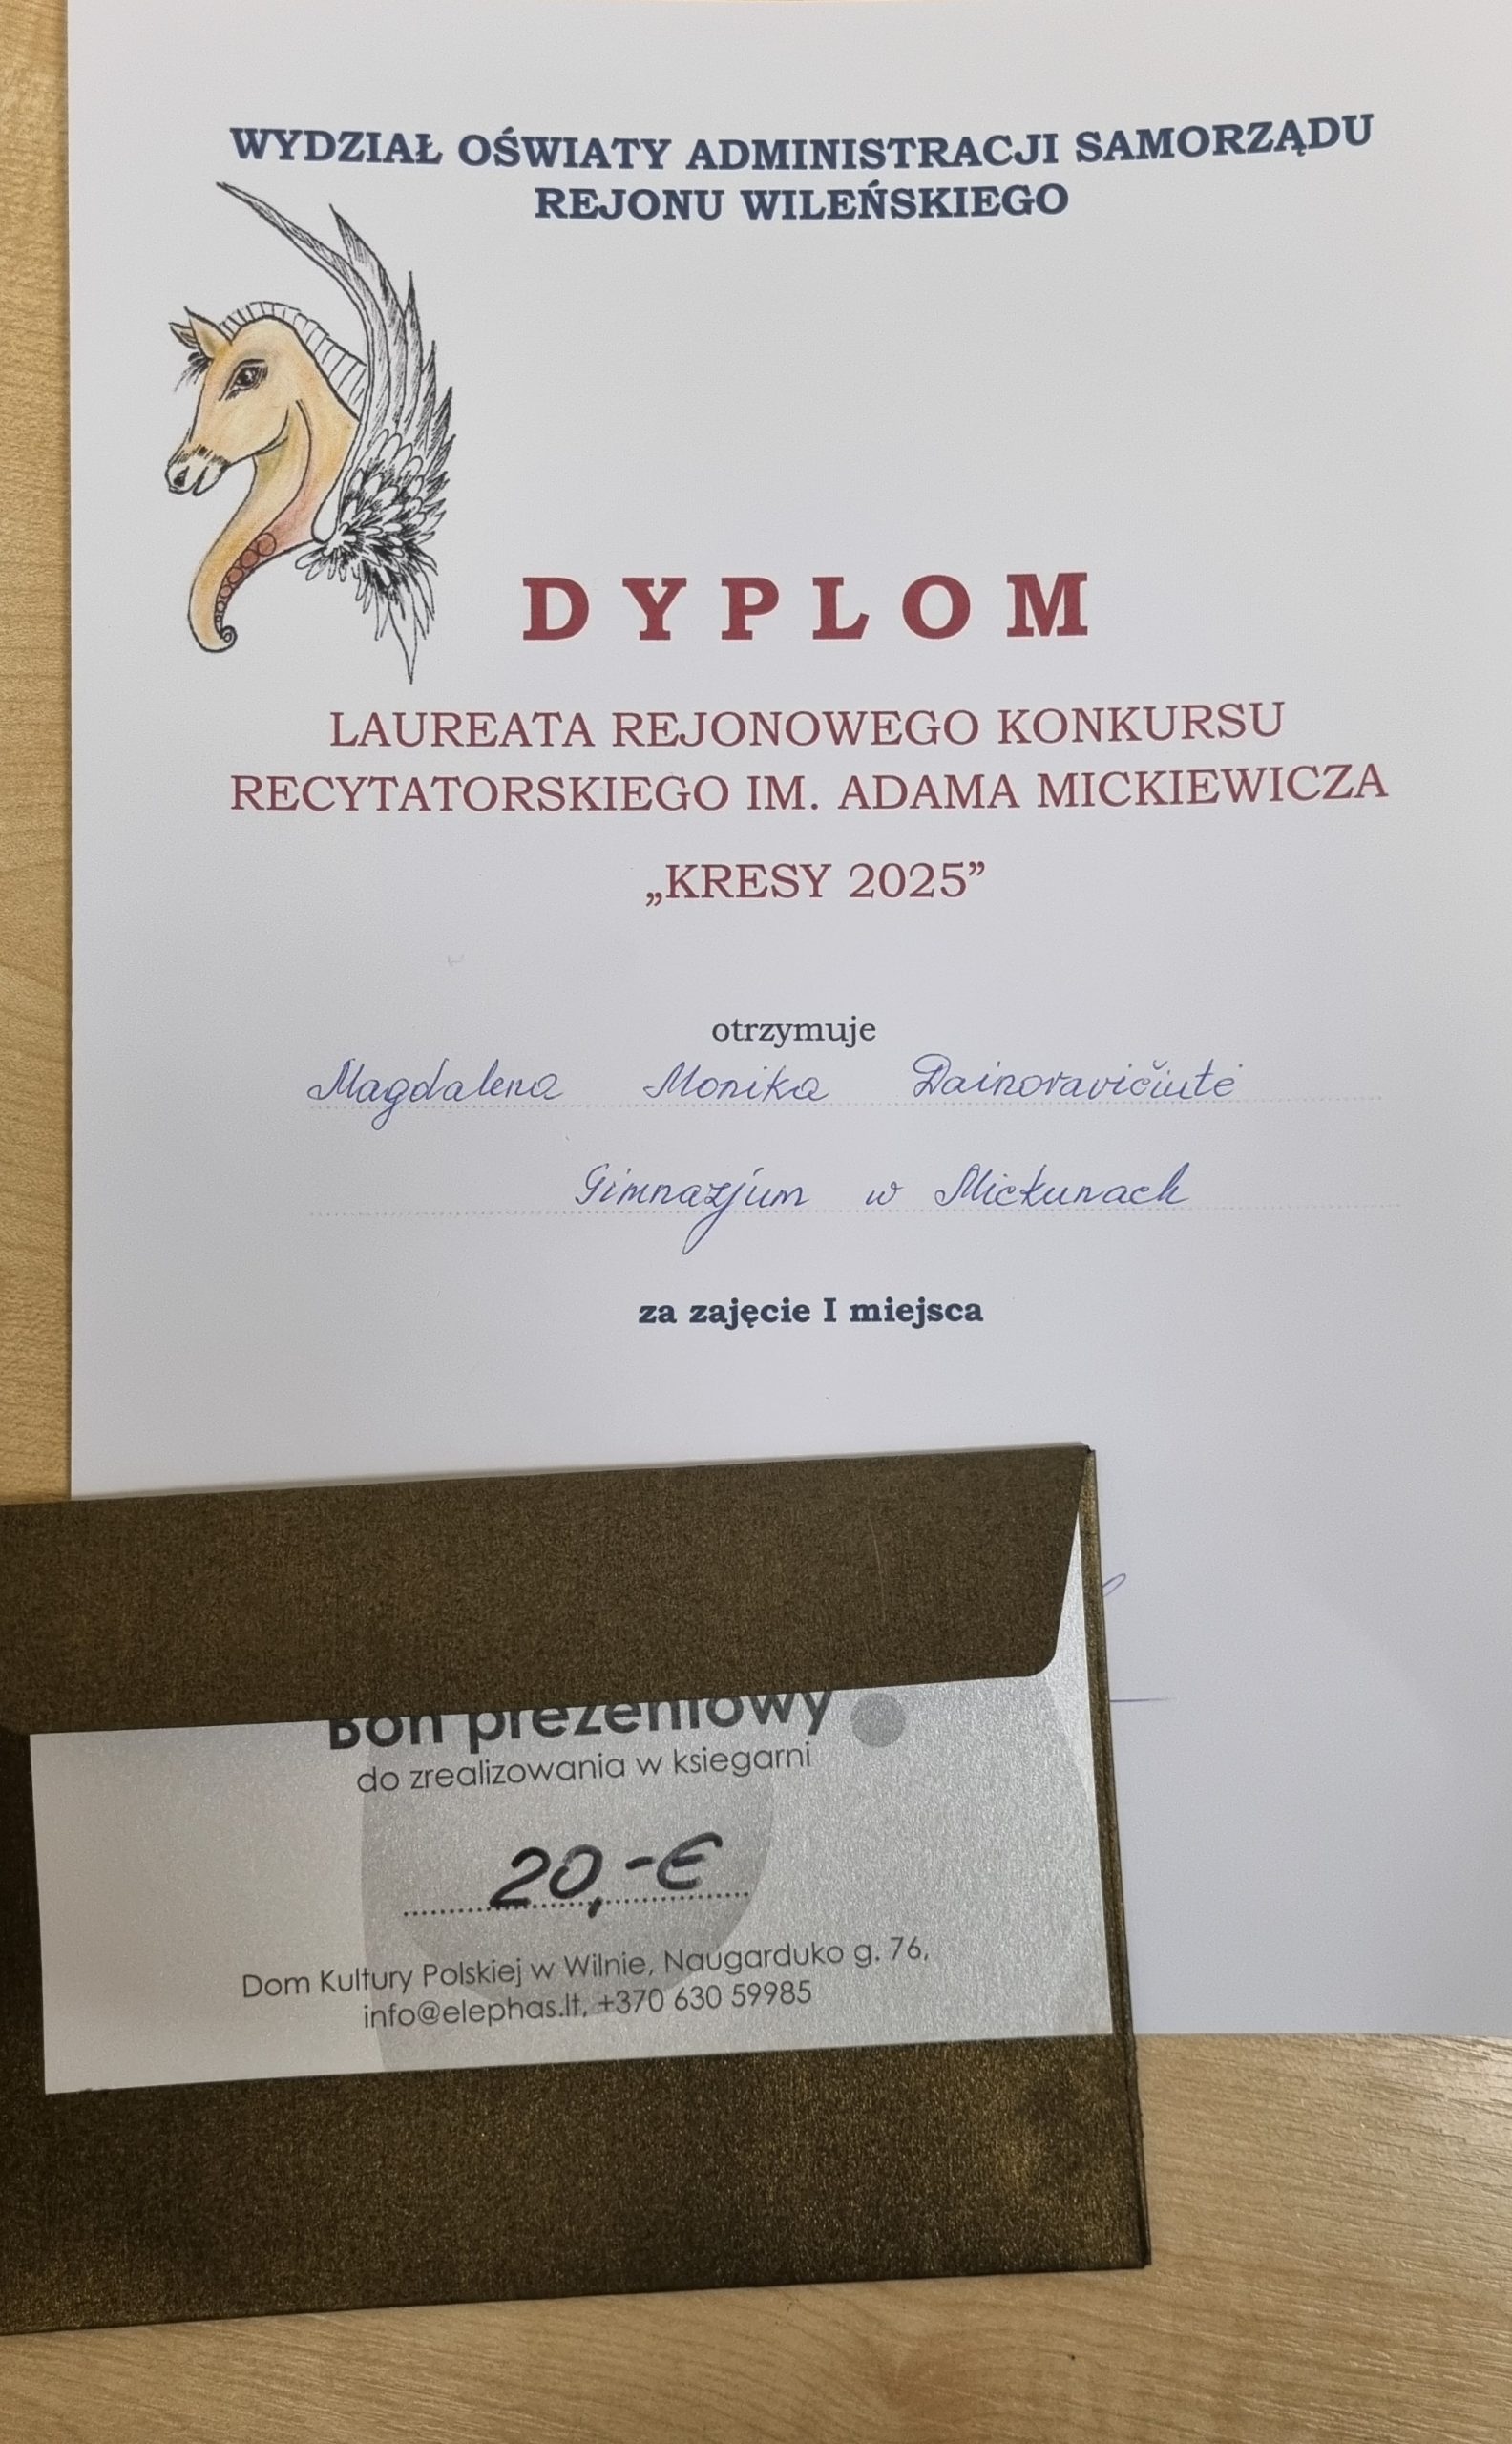 WYDZIAŁ OŚWIATY ADMINISTRACJI SAMORZĄDU
REJONU WILEŃSKIEGO
DYPLOM
LAUREATA REJONOWEGO KONKURSU
RECYTATORSKIEGO IM. ADAMA MICKIEWICZA
„KRESY 2025”
otrzymuje
Magdalena Monika Dainoravičiutė
Gimnazjum w Mickunach
za zajęcie I miejsca
Bon prezentowy
do zrealizowania w ksiegarni
20,-€
Dom Kultury Polskiej w Wilnie, Naugarduko g. 76,
info@elephas.lt, +370 630 59985